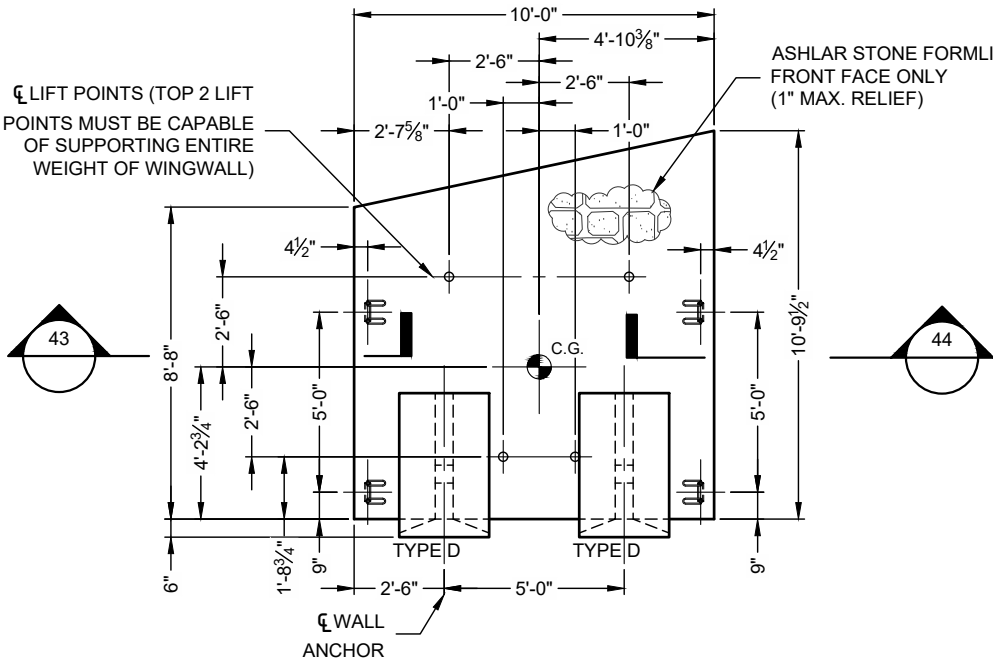 10'-0"
4'-10⅜"
2'-6"
2'-6"
ASHLAR STONE FORMLI
FRONT FACE ONLY
(1" MAX. RELIEF)
℄ LIFT POINTS (TOP 2 LIFT
POINTS MUST BE CAPABLE
OF SUPPORTING ENTIRE
WEIGHT OF WINGWALL)
1'-0"
2'-7⅝"
1'-0"
4½"
4½"
43
44
2'-6"
8'-8"
2'-6"
4'-2¾"
5'-0"
C.G.
5'-0"
10'-9½"
6"
1'-8¾"
9"
9"
TYPE D
TYPE D
2'-6"
5'-0"
℄ WALL
ANCHOR